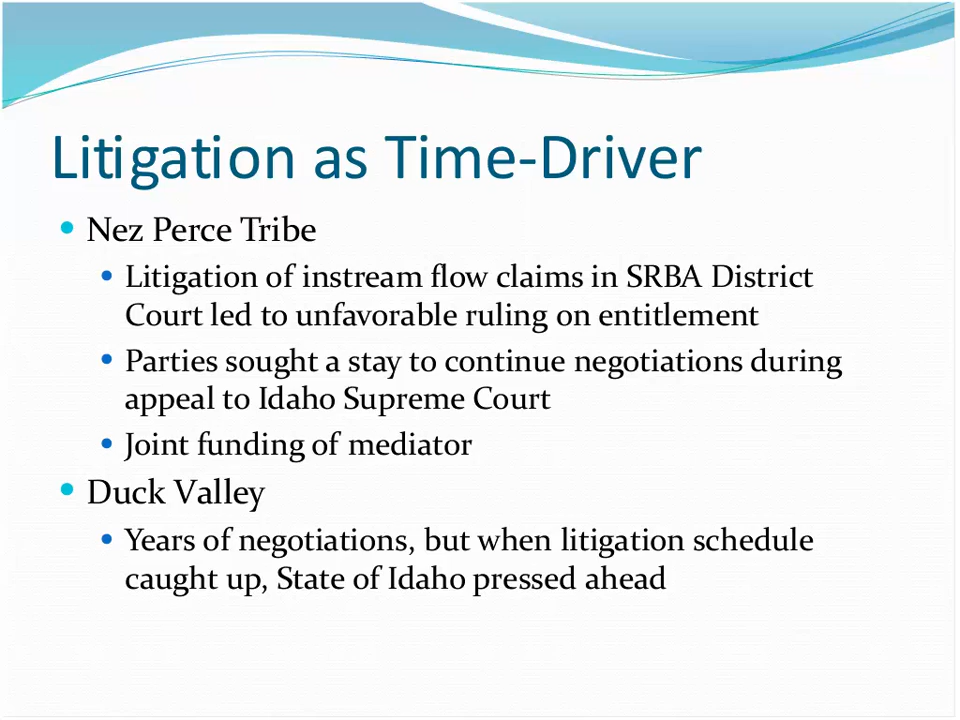 Litigation as Time-Driver
• Nez Perce Tribe
• Litigation of instream flow claims in SRBA District
Court led to unfavorable ruling on entitlement
• Parties sought a stay to continue negotiations during
appeal to Idaho Supreme Court
• Joint funding of mediator
• Duck Valley
• Years of negotiations, but when litigation schedule
caught up, State of Idaho pressed ahead